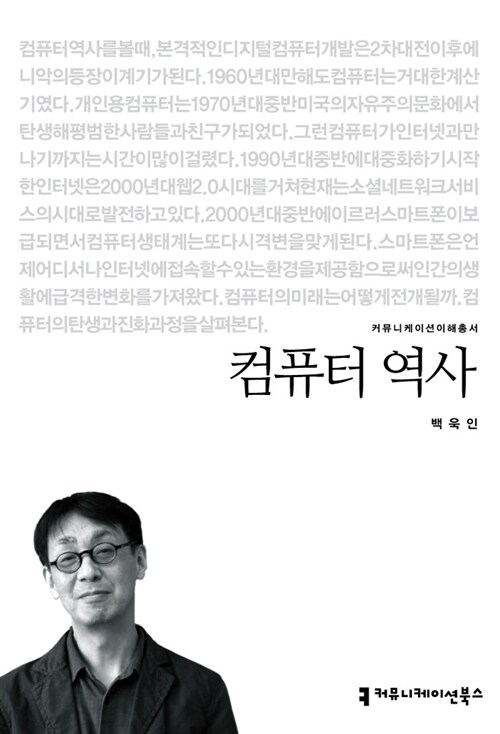 컴퓨터역사를볼때,본격적인디지털컴퓨터개발은2차대전이후에
니악의등장이계기가된다.1960년대만해도컴퓨터는거대한계산
기였다.개인용컴퓨터는1970년대중반미국의자유주의문화에서
탄생해평범한사람들과친구가되었다.그런컴퓨터가인터넷과만
나기까지는시간이많이걸렸다.1990년대중반에대중화하기시작
한인터넷은2000년대웹2.0시대를거쳐현재는소셜네트워크서비
스의시대로발전하고있다.2000년대중반에이르러스마트폰이보
급되면서컴퓨터생태계는또다시격변을맞게된다.스마트폰은언
제어디서나인터넷에접속할수있는환경을제공함으로써인간의생
활에급격한변화를가져왔다.컴퓨터의미래는어떻게전개될까.컴
퓨터의탄생과진화과정을살펴본다.
커뮤니케이션이해총서
컴퓨터 역사
백욱인
커뮤니케이션북스